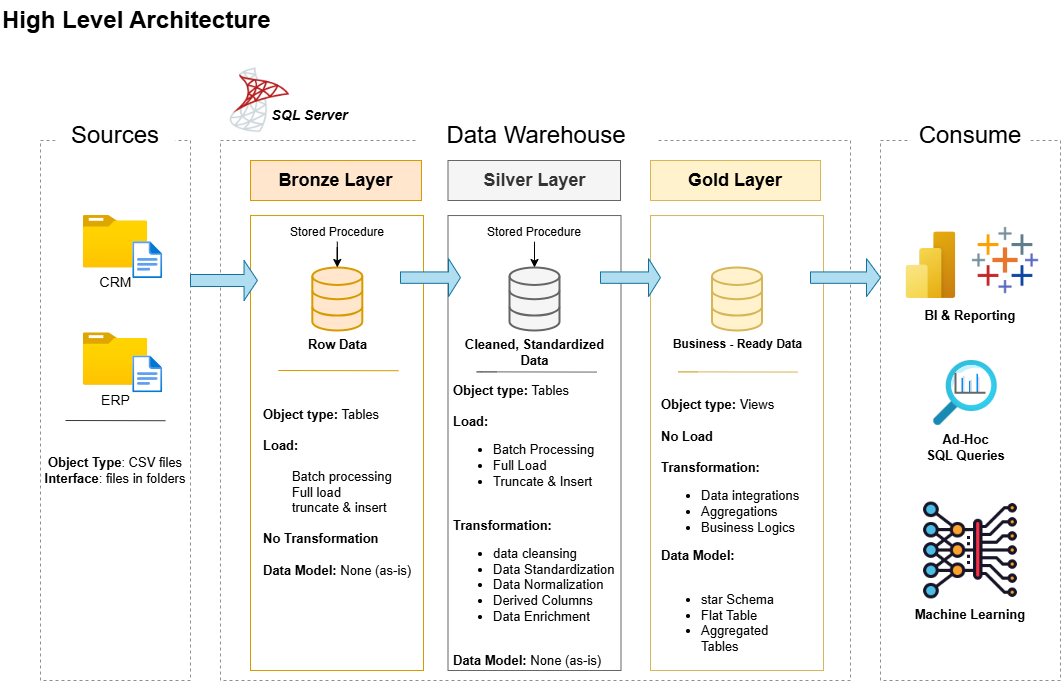 High Level Architecture
SQL Server
Sources
Data Warehouse
Consume
CRM
ERP
Object Type: CSV files
Interface: files in folders
Bronze Layer
Stored Procedure
Row Data
Object type: Tables
Load:
Batch processing
Full load
truncate & insert
No Transformation
Data Model: None (as-is)
Silver Layer
Stored Procedure
Cleaned, Standardized
Data
Object type: Tables
Load:
• Batch Processing
• Full Load
• Truncate & Insert
Transformation:
• data cleansing
• Data Standardization
• Data Normalization
• Derived Columns
• Data Enrichment
Data Model: None (as-is)
Gold Layer
Business - Ready Data
Object type: Views
No Load
Transformation:
• Data integrations
• Aggregations
• Business Logics
Data Model:
• star Schema
• Flat Table
• Aggregated
Tables
BI & Reporting
Ad-Hoc
SQL Queries
Machine Learning